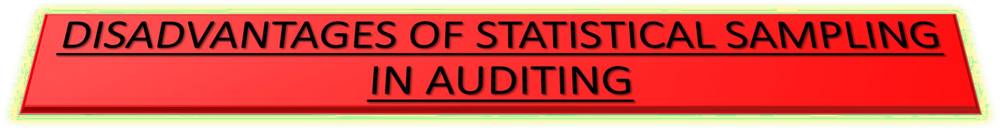 DISADVANTAGES OF STATISTICAL SAMPLING
IN AUDITING